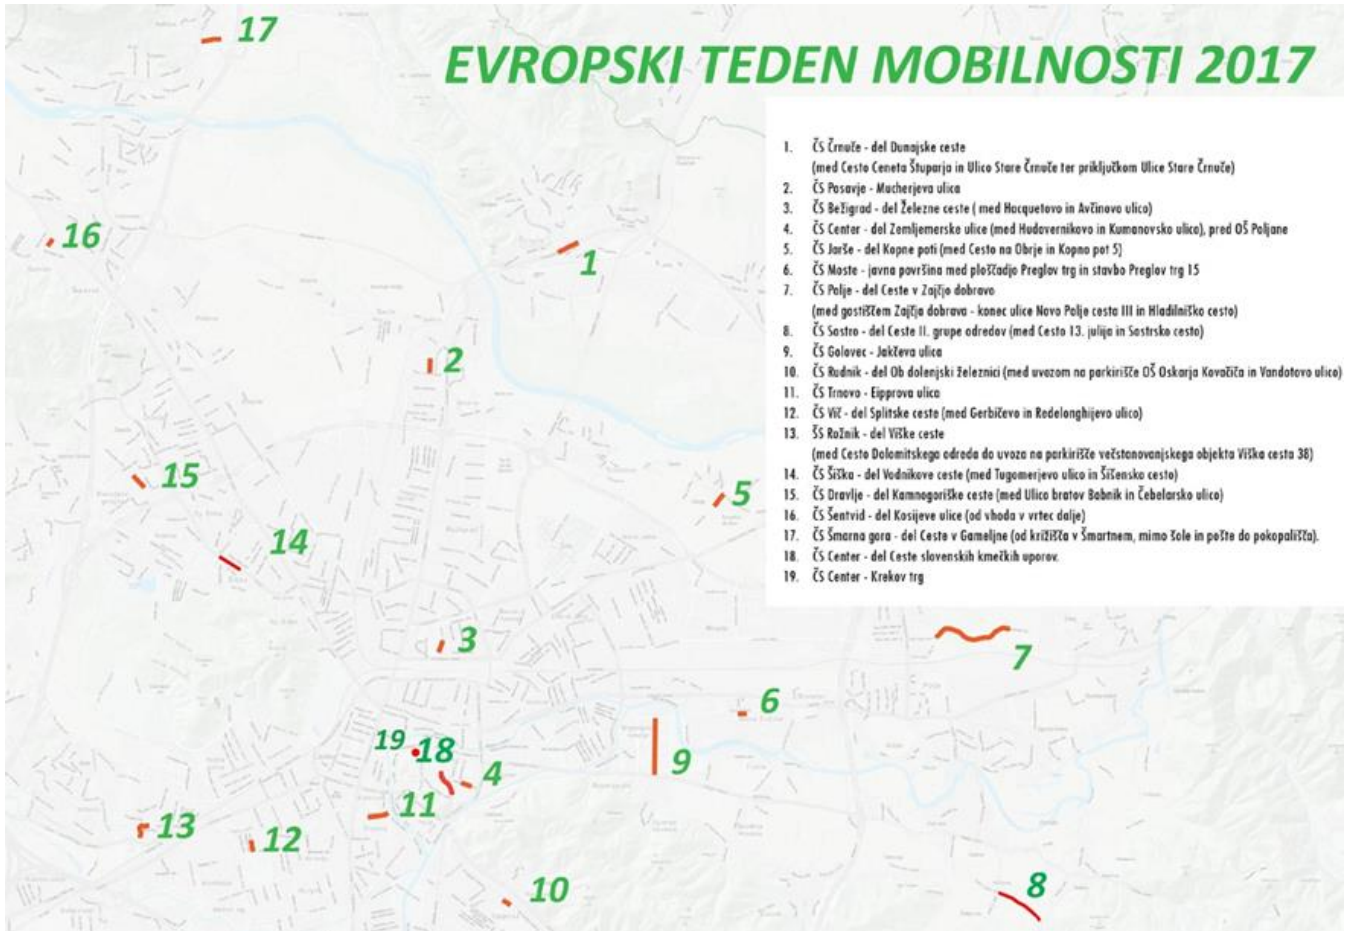 17
EVROPSKI TEDEN MOBILNOSTI 2017
1. ČS Črnuče - del Dunajske ceste
(med Cesto Ceneta Štuparja in Ulico Stare Črnuče ter priključkom Ulice Stare Črnuče)
2. ČS Posavje - Mucherjeva ulica
3. ČS Bežigrad - del Železne ceste ( med Hacquetovo in Avčinovo ulico)
4. ČS Center - del Zemljemerske ulice (med Hudovernikovo in Kumanovsko ulico), pred OŠ Poljane
5. ČS Jarše - del Kopne poti (med Cesto na Obrje in Kopno pot 5)
6. ČS Moste - javna površina med ploščadjo Preglov trg in stavbo Preglov trg 15
7. ČS Polje - del Ceste v Zajčjo dobravo
(med gostiščem Zajčja dobrava - konec ulice Novo Polje cesta III in Hladilniško cesto)
8. ČS Sostro - del Ceste II. grupe odredov (med Cesto 13. julija in Sostrsko cesto)
9. ČS Golovec - Jakčeva ulica
10. ČS Rudnik - del Ob dolenjski železnici (med uvozom na parkirišče OŠ Oskarja Kovačiča in Vandotovo ulico)
11. ČS Trnovo - Eipprova ulica
12. ČS Vič - del Splitske ceste (med Gerbičevo in Redelonghijevo ulico)
13. ŠS Rožnik - del Viške ceste
(med Cesto Dolomitskega odreda do uvoza na parkirišče večstanovanjskega objekta Viška cesta 38)
14. ČS Šiška - del Vodnikove ceste (med Tugomerjevo ulico in Šišensko cesto)
15. ČS Dravlje - del Kamnogoriške ceste (med Ulico bratov Babnik in Čebelarsko ulico)
16. ČS Šentvid - del Kosijeve ulice (od vhoda v vrtec dalje)
17. ČS Šmarna gora - del Ceste v Gameljne (od križišča v Šmartnem, mimo šole in pošte do pokopališča).
18. ČS Center - del Ceste slovenskih kmečkih uporov.
19. ČS Center - Krekov trg
16
1
2
15
5
14
3
7
6
19
18
9
4
11
13
12
10
8